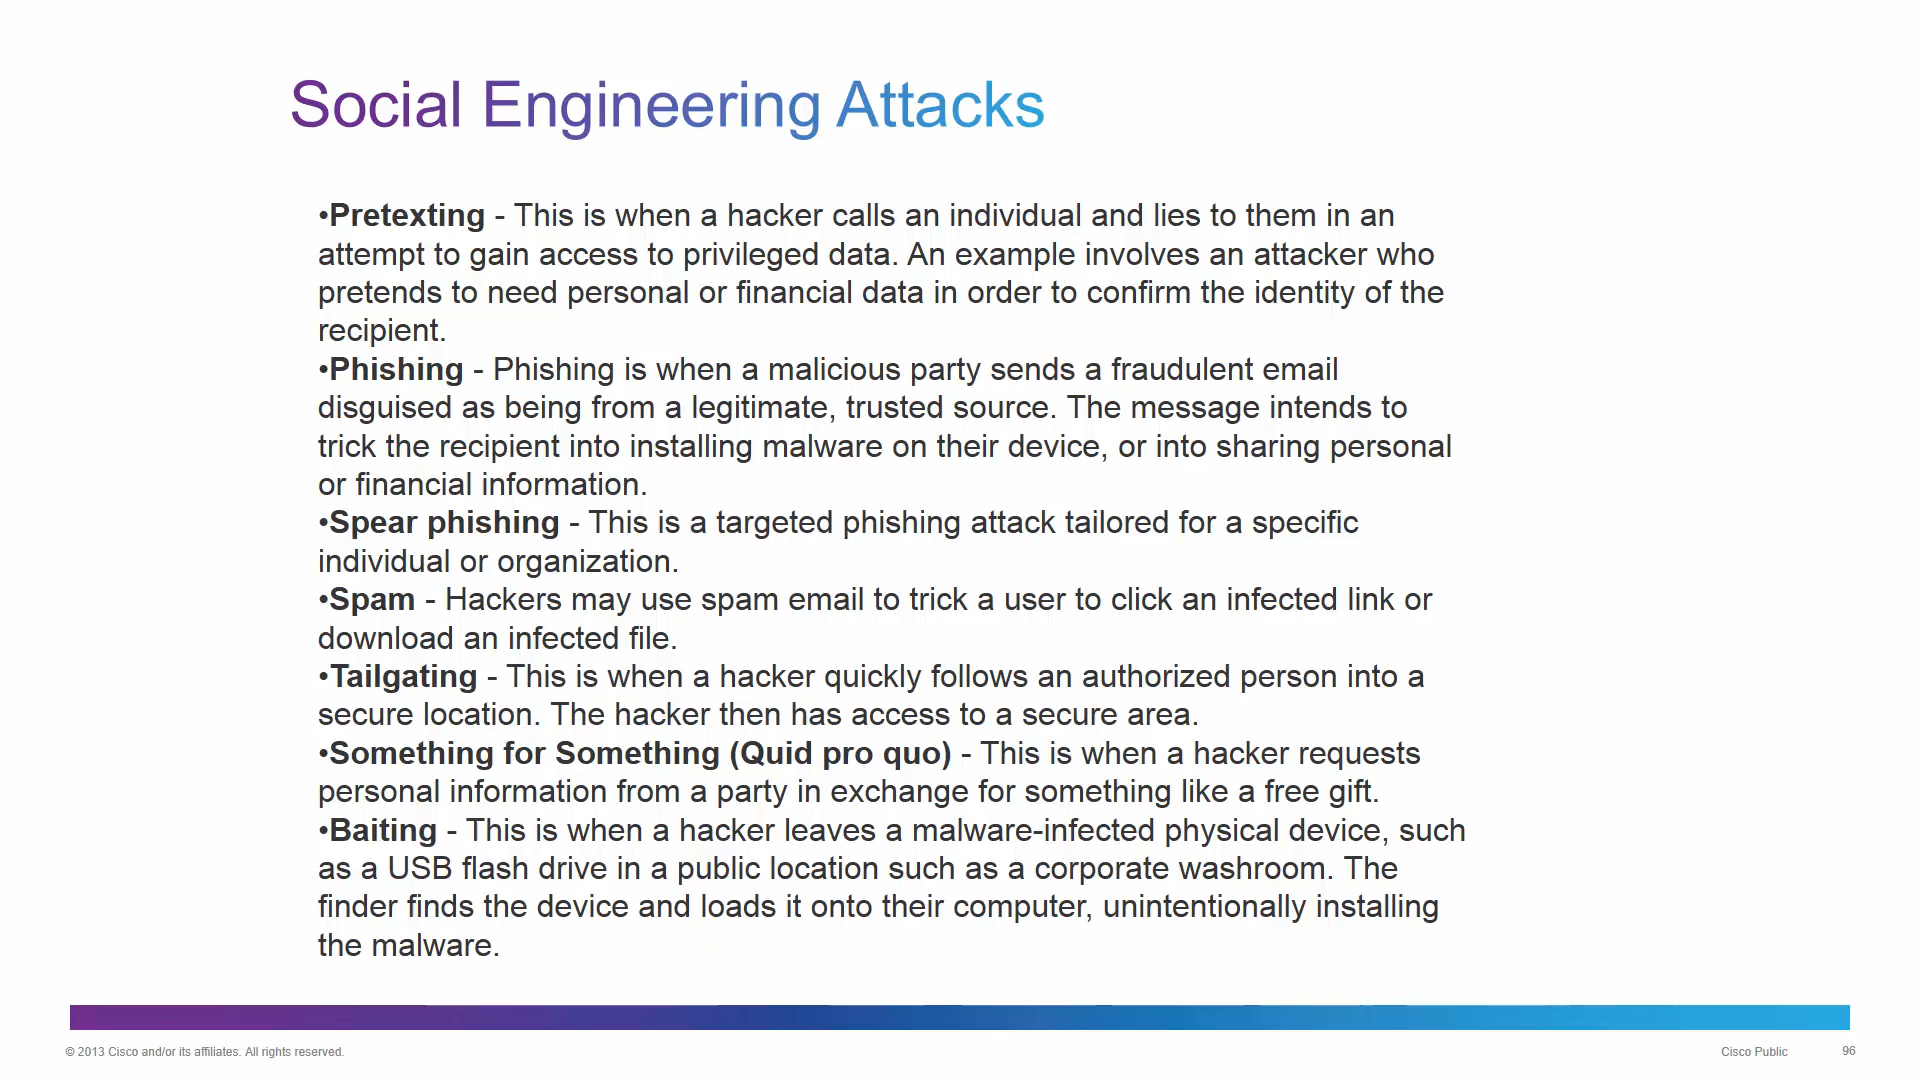 Social Engineering Attacks
•Pretexting - This is when a hacker calls an individual and lies to them in an
attempt to gain access to privileged data. An example involves an attacker who
pretends to need personal or financial data in order to confirm the identity of the
recipient.
•Phishing - Phishing is when a malicious party sends a fraudulent email
disguised as being from a legitimate, trusted source. The message intends to
trick the recipient into installing malware on their device, or into sharing personal
or financial information.
•Spear phishing - This is a targeted phishing attack tailored for a specific
individual or organization.
•Spam - Hackers may use spam email to trick a user to click an infected link or
download an infected file.
•Tailgating - This is when a hacker quickly follows an authorized person into a
secure location. The hacker then has access to a secure area.
•Something for Something (Quid pro quo) - This is when a hacker requests
personal information from a party in exchange for something like a free gift.
•Baiting - This is when a hacker leaves a malware-infected physical device, such
as a USB flash drive in a public location such as a corporate washroom. The
finder finds the device and loads it onto their computer, unintentionally installing
the malware.
© 2013 Cisco and/or its affiliates. All rights reserved.
Cisco Public
96